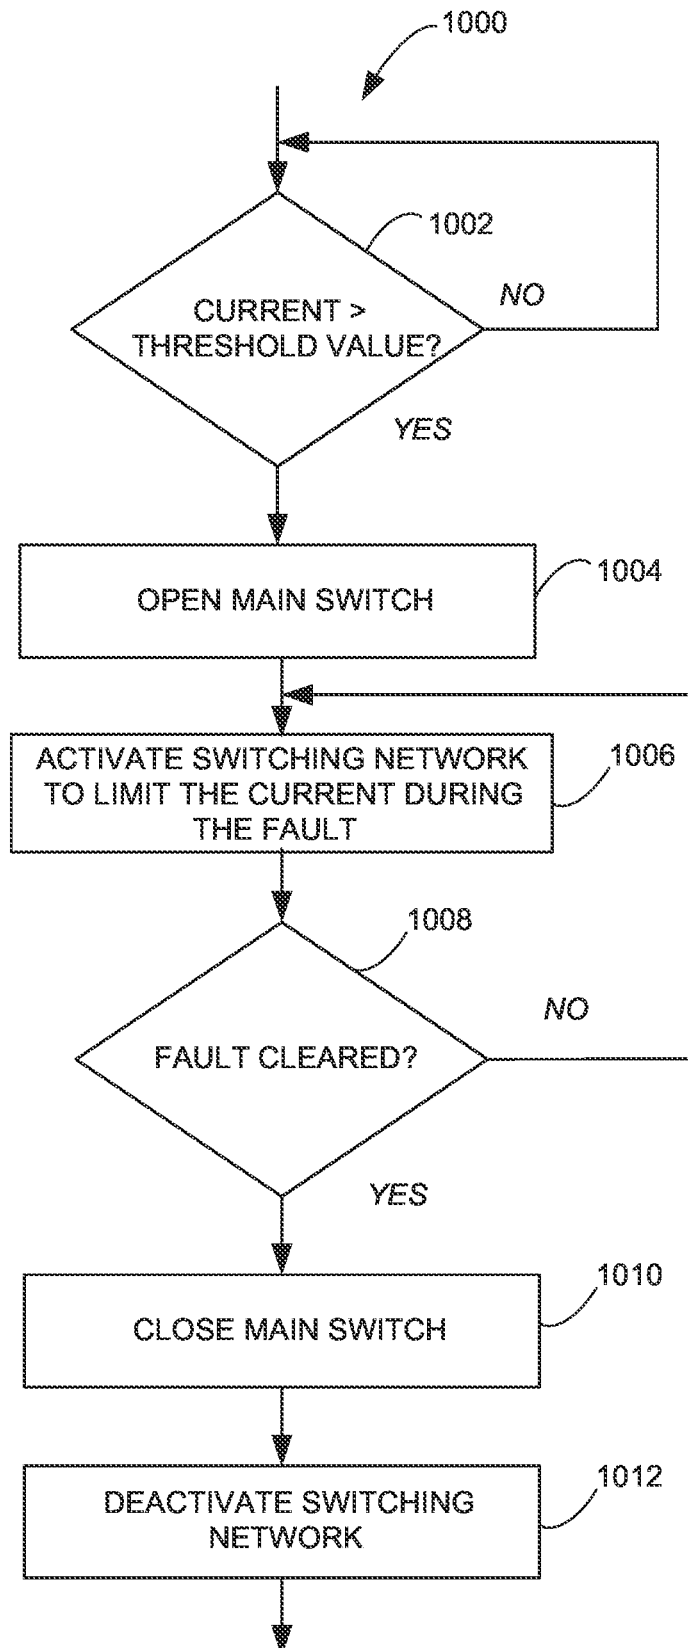 1000
1002
CURRENT >
THRESHOLD VALUE?
NO
YES
1004
OPEN MAIN SWITCH
1006
ACTIVATE SWITCHING NETWORK
TO LIMIT THE CURRENT DURING
THE FAULT
1008
NO
FAULT CLEARED?
YES
1010
CLOSE MAIN SWITCH
1012
DEACTIVATE SWITCHING
NETWORK